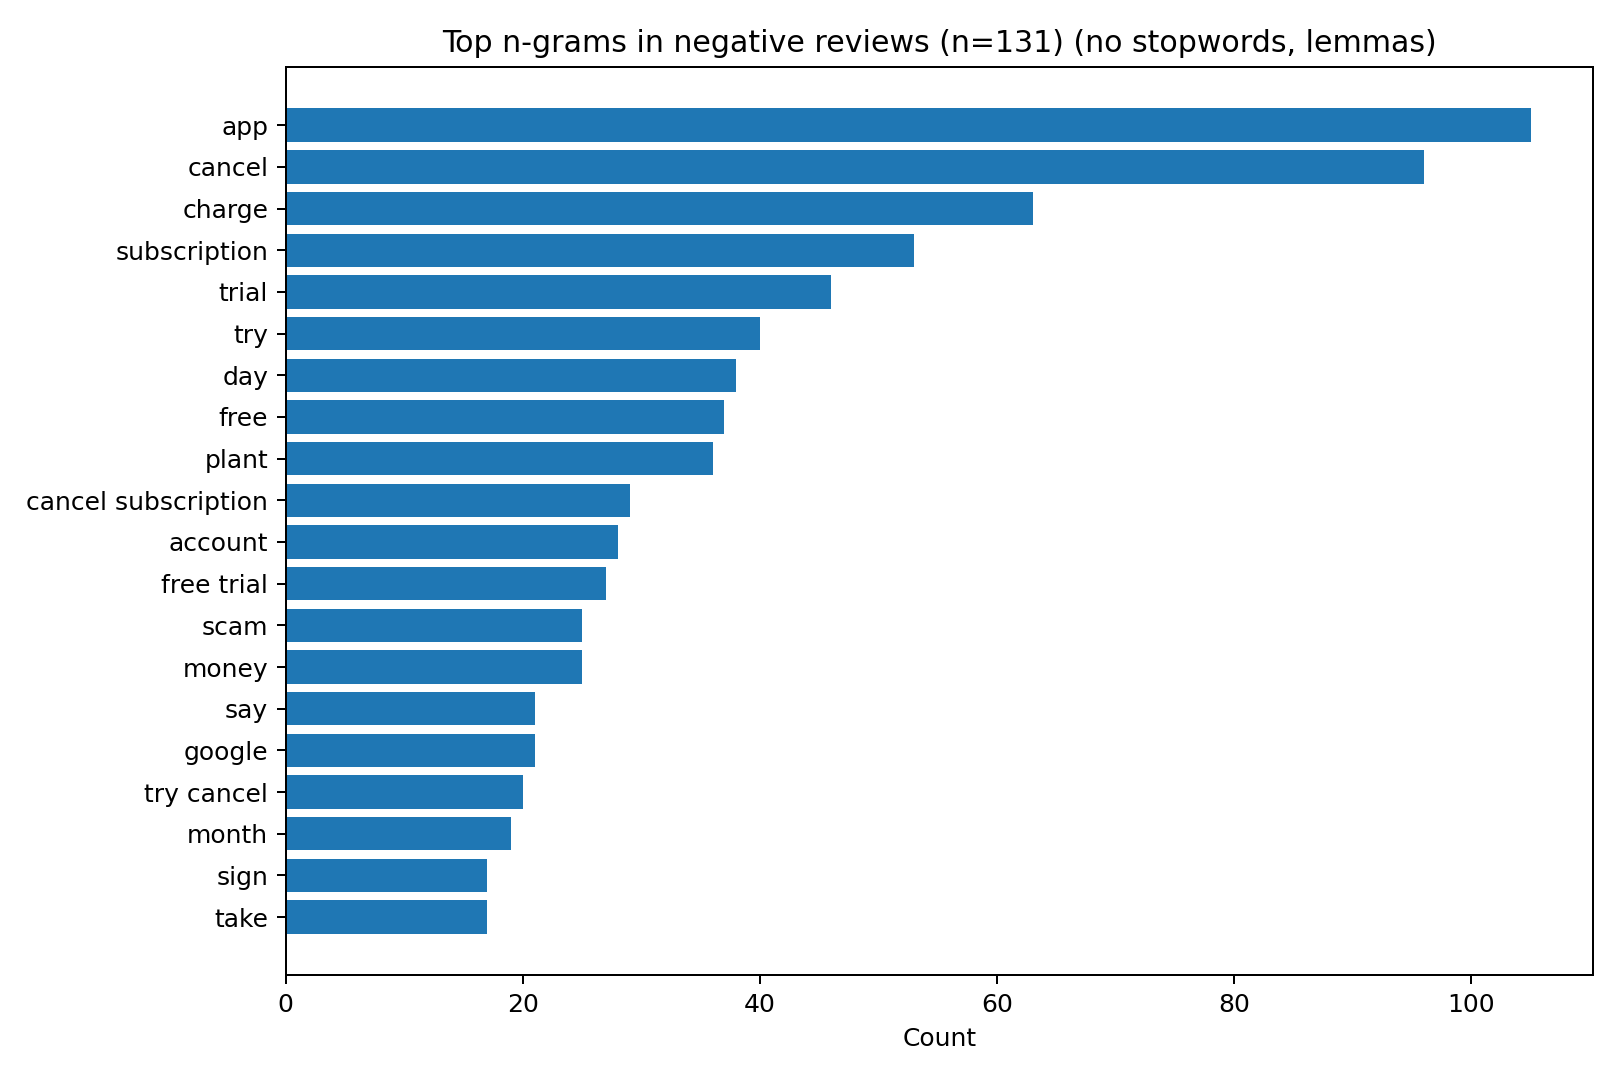 Top n-grams in negative reviews (n=131) (no stopwords, lemmas)
app
cancel
charge
subscription
trial
try
day
free
plant
cancel subscription
account
free trial
scam
money
say
google
try cancel
month
sign
take
0 20 40 60 80 100
Count